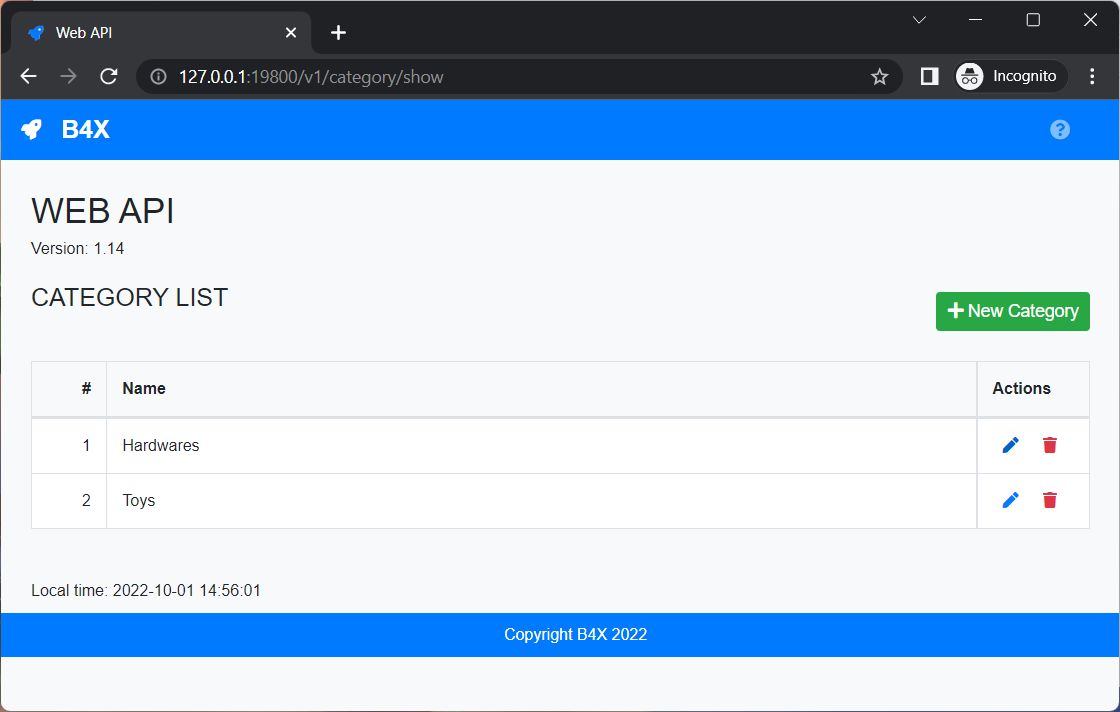 Web API
127.0.0.1:19800/v1/category/show
Incognito
B4X
WEB API
Version: 1.14
CATEGORY LIST
New Category
# Name Actions
1 Hardwares
2 Toys
Local time: 2022-10-01 14:56:01
Copyright B4X 2022